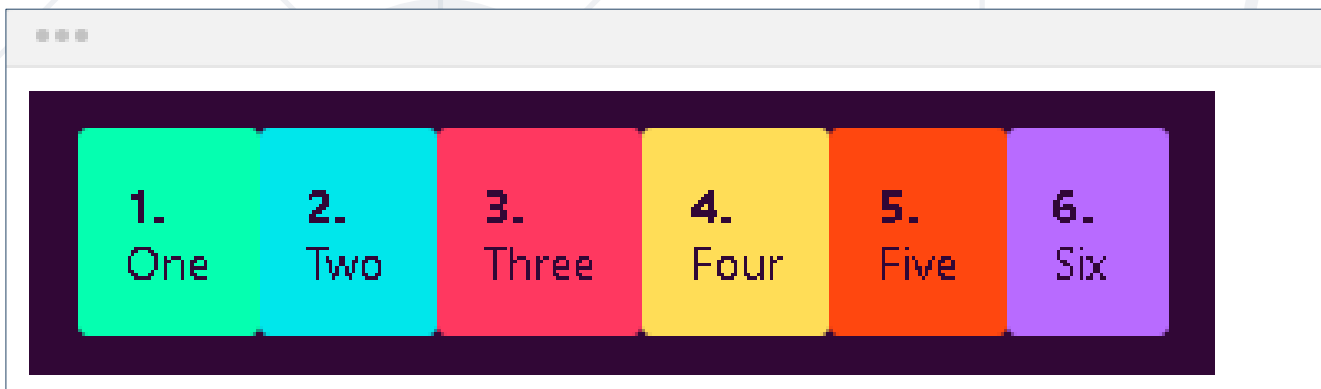 1.
One
2.
Two
3.
Three
4.
Four
5.
Five
6.
Six